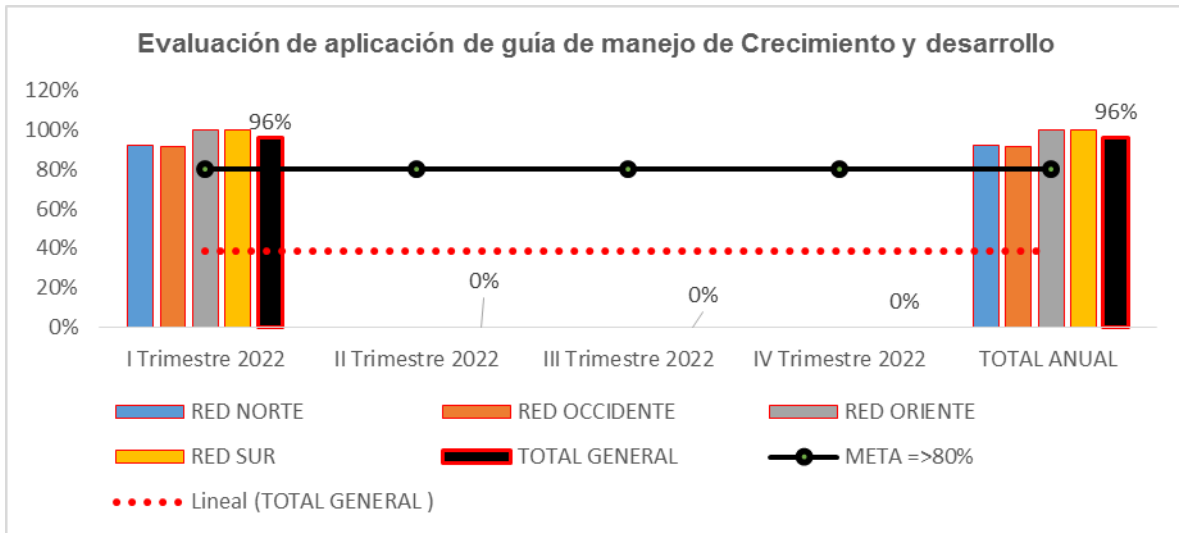 Evaluación de aplicación de guía de manejo de Crecimiento y desarrollo
120%
100%
80%
60%
40%
20%
0%
96%
0%
0%
0%
96%
I Trimestre 2022 II Trimestre 2022 III Trimestre 2022 IV Trimestre 2022 TOTAL ANUAL
RED NORTE RED OCCIDENTE RED ORIENTE
RED SUR TOTAL GENERAL META =>80%
Lineal (TOTAL GENERAL )